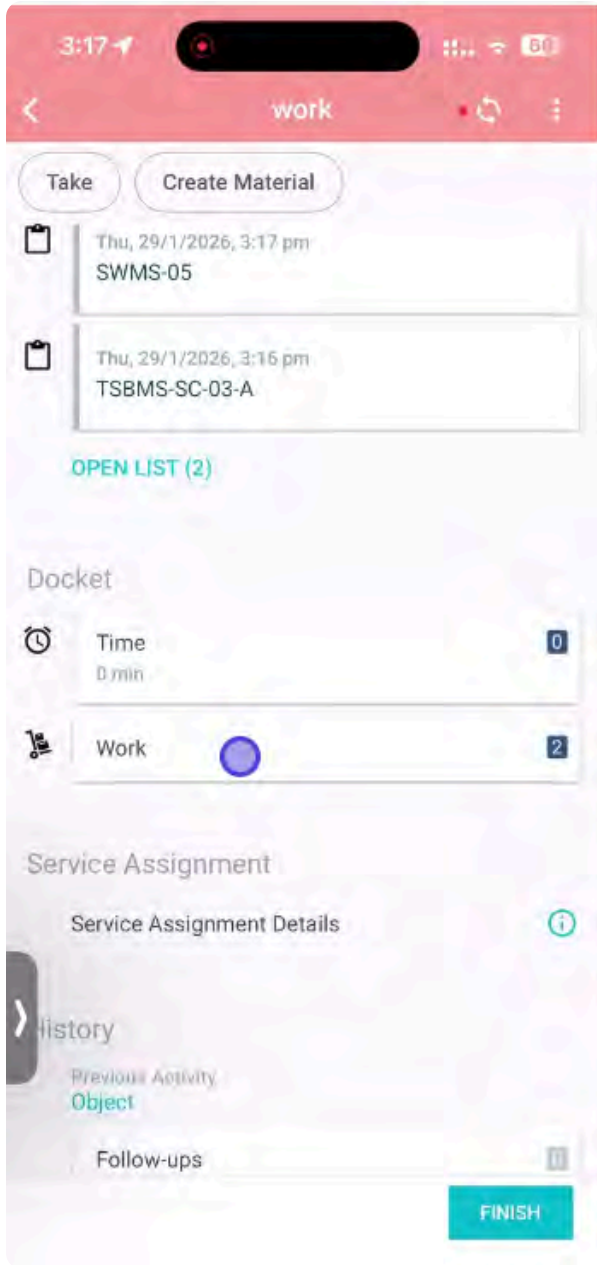 3:17
60
work
Take
Create Material
Thu, 29/1/2026, 3:17 pm
SWMS-05
Thu, 29/1/2026, 3:16 pm
TSBMS-SC-03-A
OPEN LIST (2)
Docket
Time
0
0 min
Work
2
Service Assignment
Service Assignment Details
History
Previous Activity
Object
Follow-ups
0
FINISH